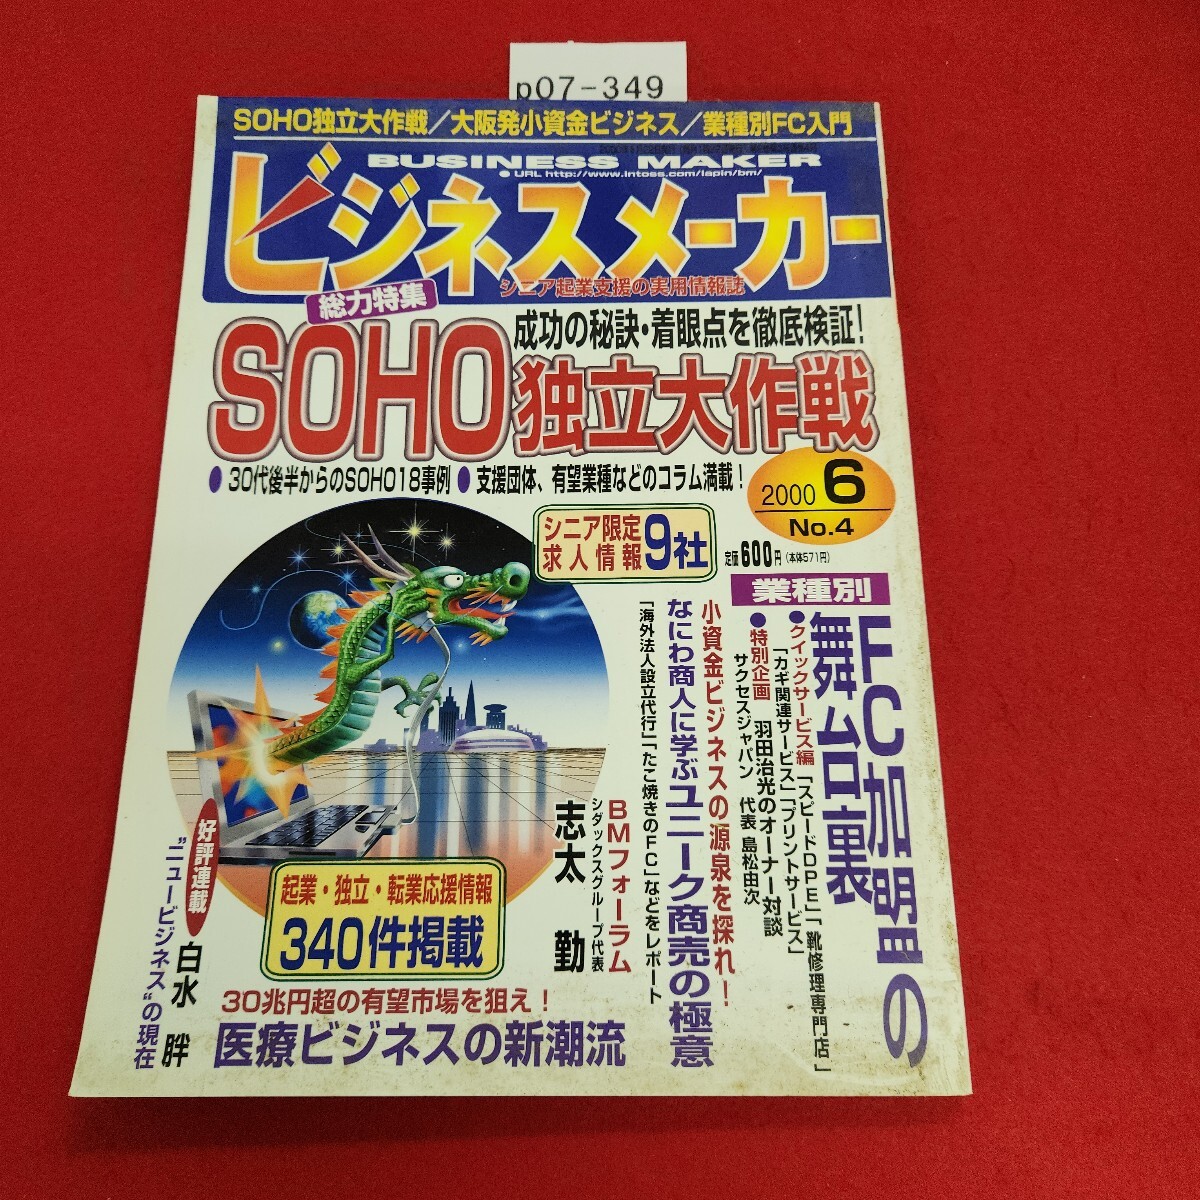 p07-349
SOHO独立大作戦／大阪発小資金ビジネス／業種別FC入門
BUSINESS MAKER
●URL http://www.intoss.com/lapin/bm/
ビジネスメーカー
シニア起業支援の実用情報誌
総力特集
成功の秘訣・着眼点を徹底検証！
SOHO独立大作戦
●30代後半からのSOHO18事例 ●支援団体、有望業種などのコラム満載！
2000 6
No.4
定価600円（本体571円）
シニア限定
求人情報
9社
業種別
FC加盟の
舞台裏
●クイックサービス編「スピードDPE」「靴修理専門店」
「カギ関連サービス」「プリントサービス」
●特別企画 羽田治光のオーナー対談
サクセスジャパン 代表 島松由次
小資金ビジネスの源泉を探れ！
なにわ商人に学ぶユニーク商売の極意
「海外法人設立代行」「たこ焼きのFC」などをレポート
BMフォーラム
シダックスグループ代表
志太 勤
起業・独立・転業応援情報
340件掲載
好評連載
白水 胖
"ニュービジネス"の現在
30兆円超の有望市場を狙え！
医療ビジネスの新潮流